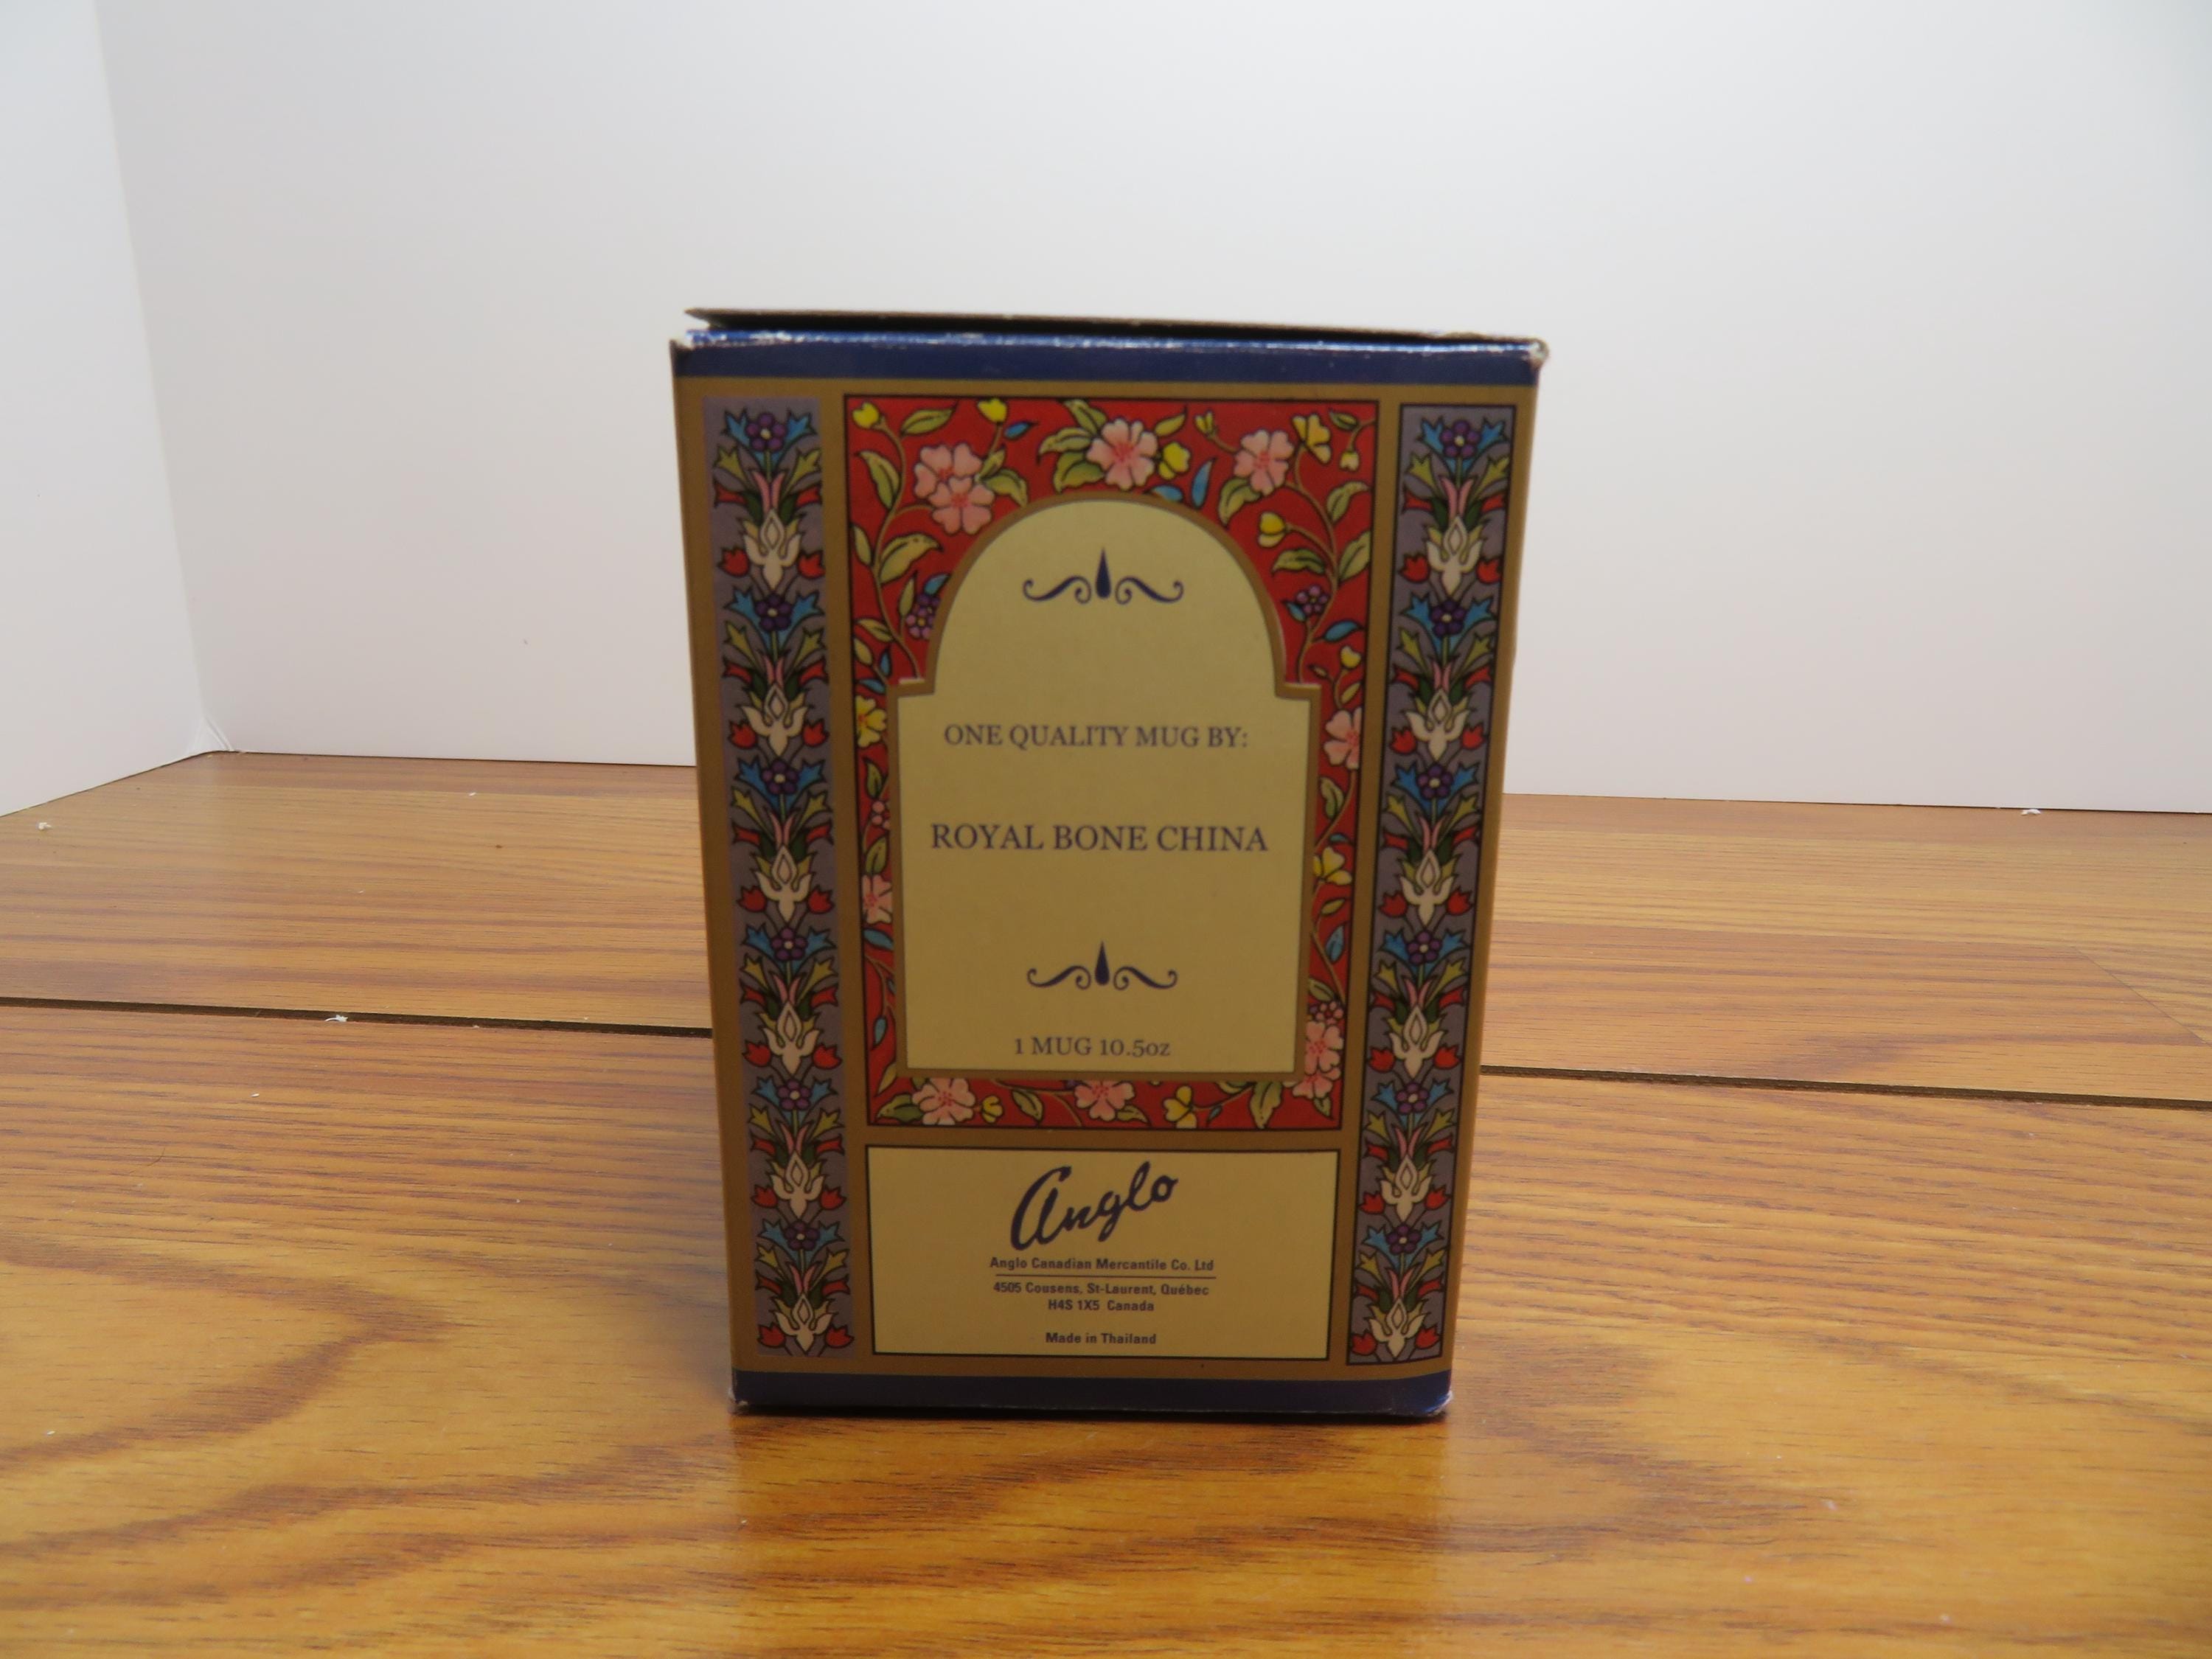 ONE QUALITY MUG BY:
ROYAL BONE CHINA
1 MUG 10.5oz
Anglo
Anglo Canadian Mercantile Co. Ltd
4505 Cousens, St-Laurent, Québec
H4S 1X5 Canada
Made in Thailand